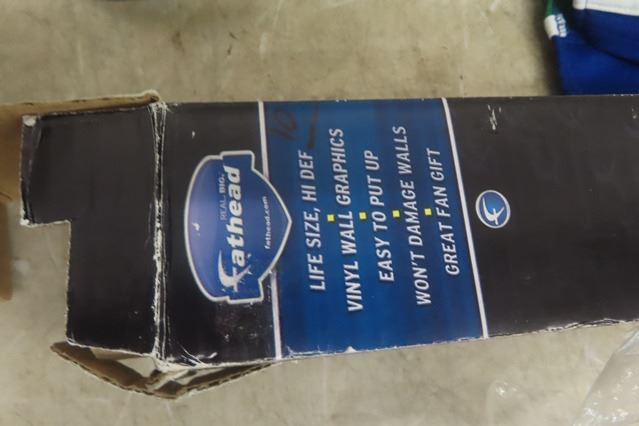 REAL.BIG.
fathead
fathead.com
10
LIFE SIZE, HI DEF
VINYL WALL GRAPHICS
EASY TO PUT UP
WON'T DAMAGE WALLS
GREAT FAN GIFT